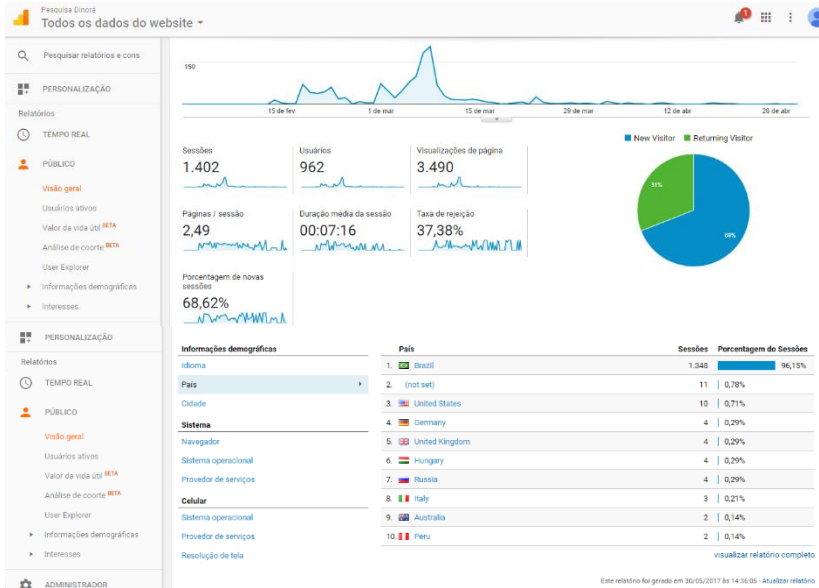 Pesquisa Dinorá
Todos os dados do website
1
Pesquisar relatórios e cons
PERSONALIZAÇÃO
Relatórios
TEMPO REAL
PÚBLICO
Visão geral
Usuários ativos
Valor da vida útil BETA
Análise de coorte BETA
User Explorer
Informações demográficas
Interesses
150
15 de fev 1 de mar 15 de mar 29 de mar 12 de abr 26 de abr
Sessões
1.402
Usuários
962
Visualizações de página
3.490
Páginas / sessão
2,49
Duração média da sessão
00:07:16
Taxa de rejeição
37,38%
Porcentagem de novas
sessões
68,62%
New Visitor Returning Visitor
31%
69%
PERSONALIZAÇÃO
Relatórios
TEMPO REAL
PÚBLICO
Visão geral
Usuários ativos
Valor da vida útil BETA
Análise de coorte BETA
User Explorer
Informações demográficas
Interesses
ADMINISTRADOR
Informações demográficas
Idioma
País
Cidade
Sistema
Navegador
Sistema operacional
Provedor de serviços
Celular
Sistema operacional
Provedor de serviços
Resolução de tela
País Sessões Porcentagem do Sessões
1. Brazil 1.348 96,15%
2. (not set) 11 0,78%
3. United States 10 0,71%
4. Germany 4 0,29%
5. United Kingdom 4 0,29%
6. Hungary 4 0,29%
7. Russia 4 0,29%
8. Italy 3 0,21%
9. Australia 2 0,14%
10. Peru 2 0,14%
visualizar relatório completo
Este relatório foi gerado em 30/05/2017 às 14:36:05 - Atualizar relatório